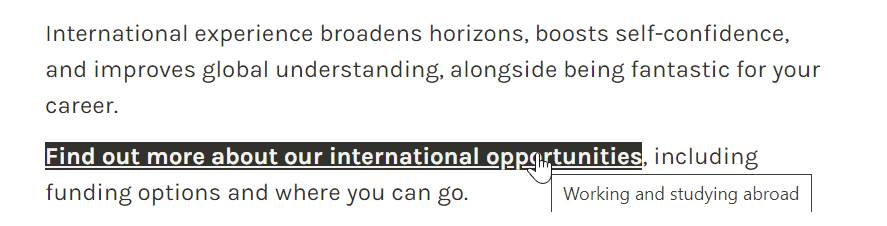 International experience broadens horizons, boosts self-confidence,
and improves global understanding, alongside being fantastic for your
career.
Find out more about our international opportunities, including
funding options and where you can go.
Working and studying abroad